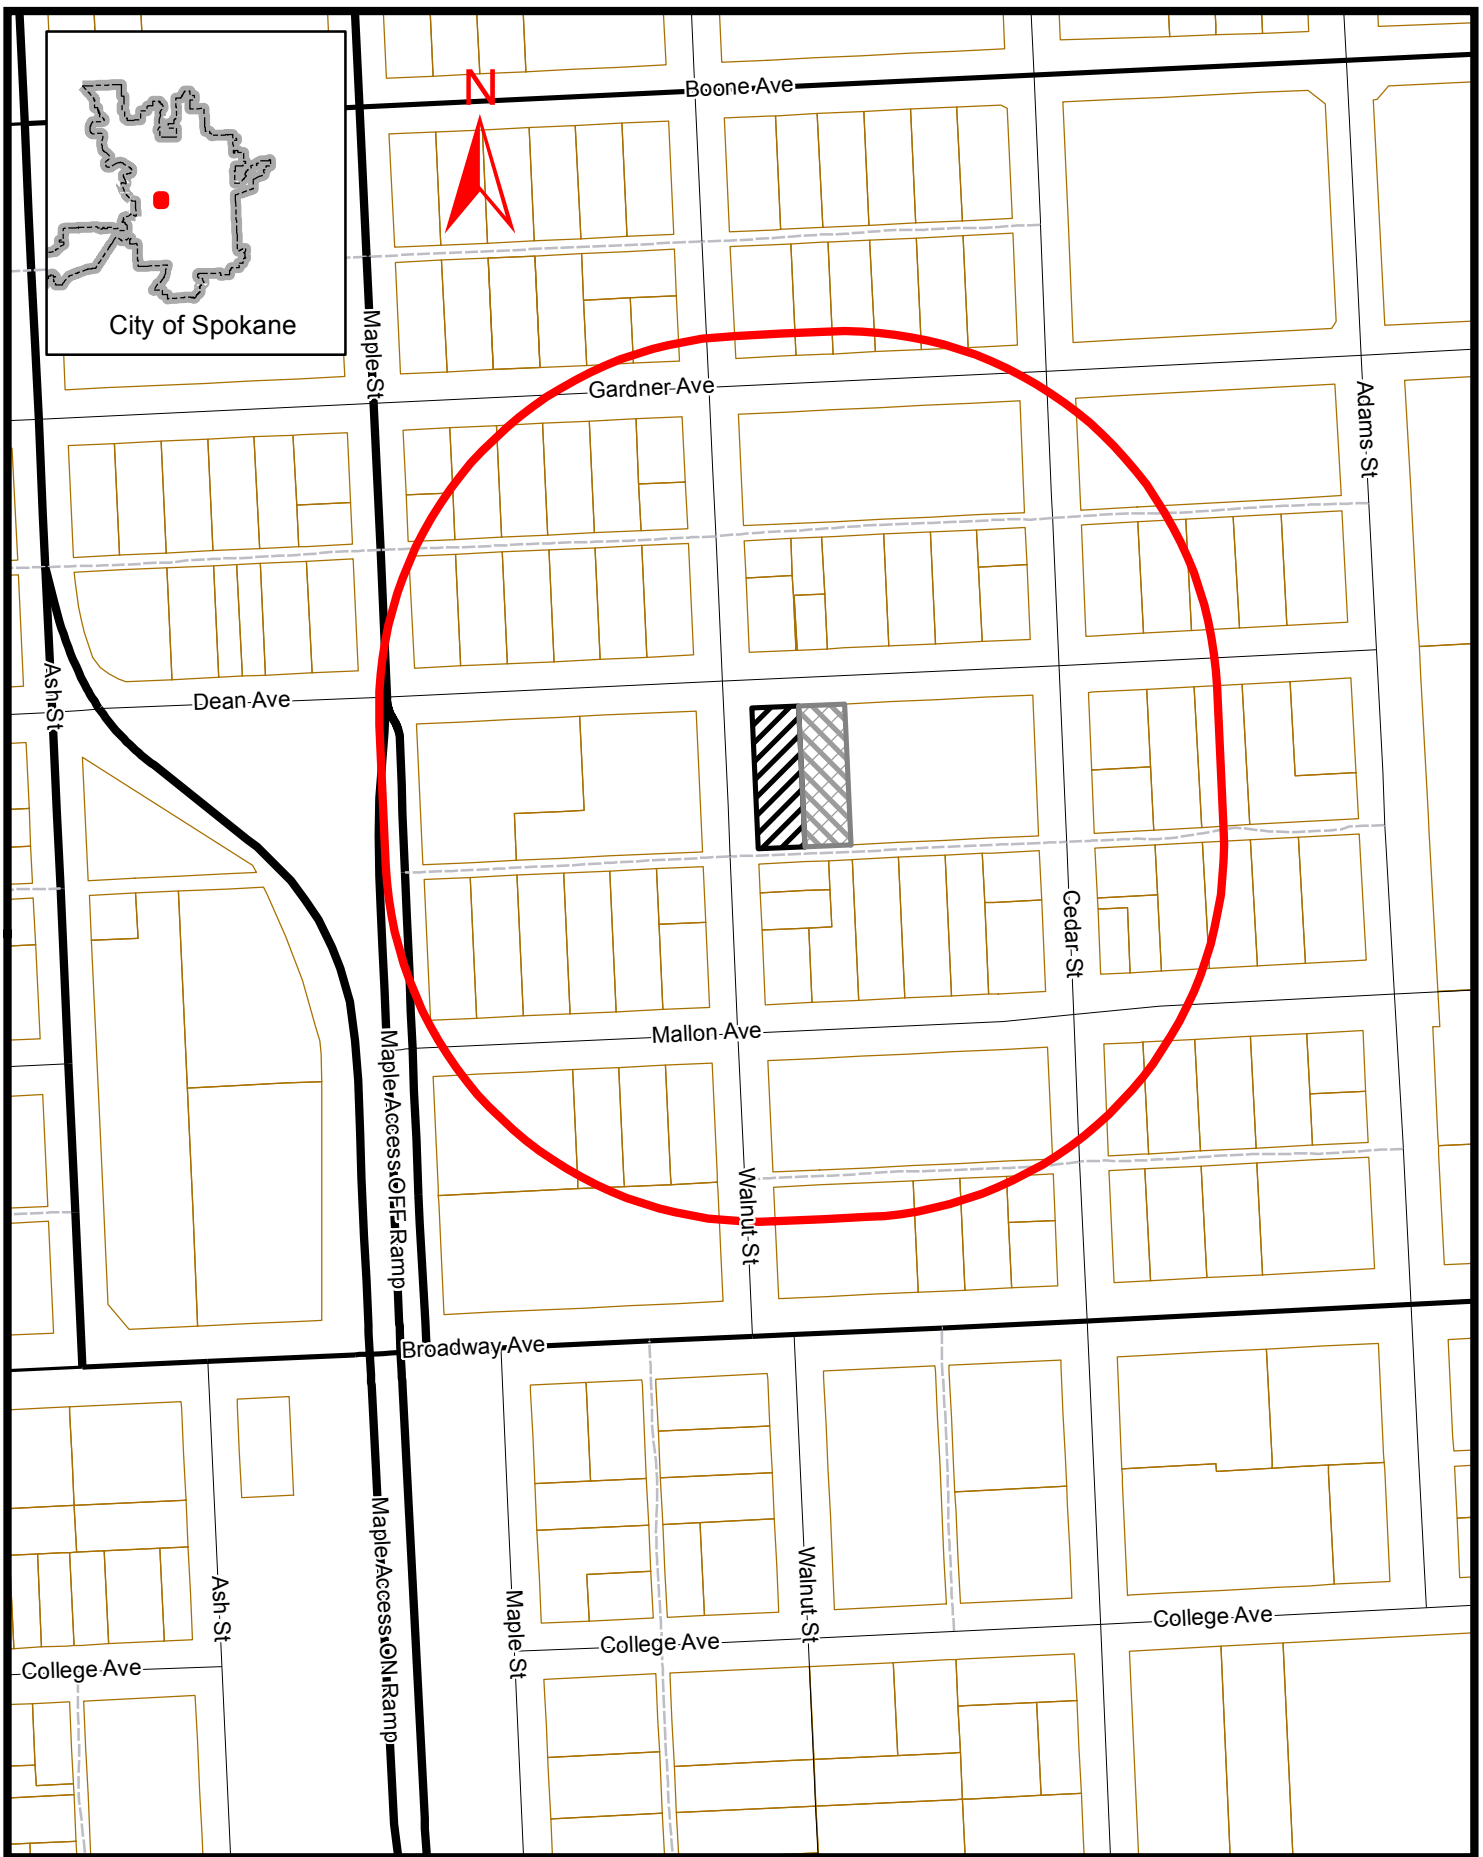 Boone Ave
N
City of Spokane
Maple St
Gardner Ave
Adams St
Ash St
Dean Ave
Cedar St
Mallon Ave
Maple Access OFF Ramp
Walnut St
Broadway Ave
Maple Access ON Ramp
Ash St
Maple St
Walnut St
College Ave
College Ave
College Ave